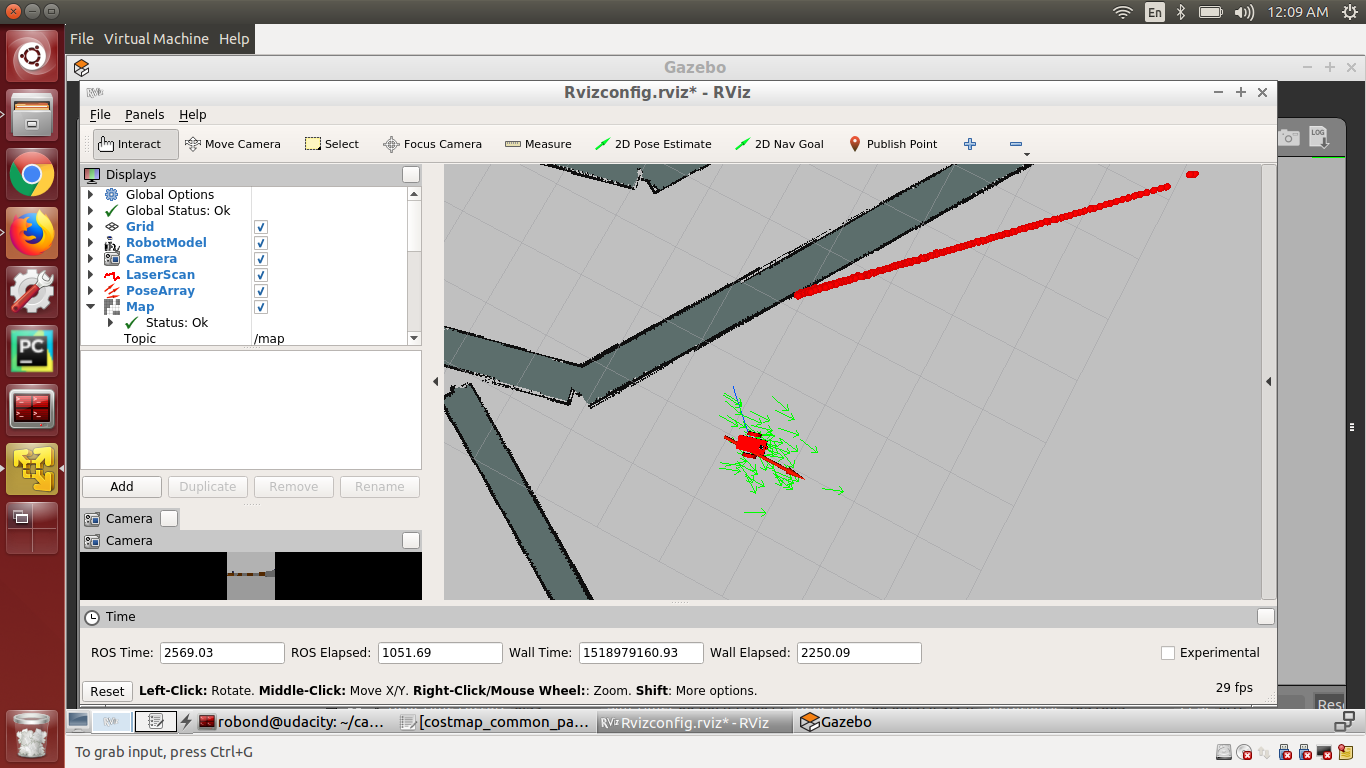 En 12:09 AM
File Virtual Machine Help
Gazebo
RViz Rvizconfig.rviz* - RViz
File Panels Help
Interact Move Camera Select Focus Camera Measure 2D Pose Estimate 2D Nav Goal Publish Point
LOG
Displays
Global Options
Global Status: Ok
Grid
RobotModel
Camera
LaserScan
PoseArray
Map
Status: Ok
Topic /map
PC
Add Duplicate Remove Rename
Camera
Camera
Time
ROS Time: 2569.03 ROS Elapsed: 1051.69 Wall Time: 1518979160.93 Wall Elapsed: 2250.09 Experimental
Reset Left-Click: Rotate. Middle-Click: Move X/Y. Right-Click/Mouse Wheel:: Zoom. Shift: More options. 29 fps
RViz robond@udacity: ~/ca... [costmap_common_pa... RViz Rvizconfig.rviz* - RViz Gazebo
To grab input, press Ctrl+G